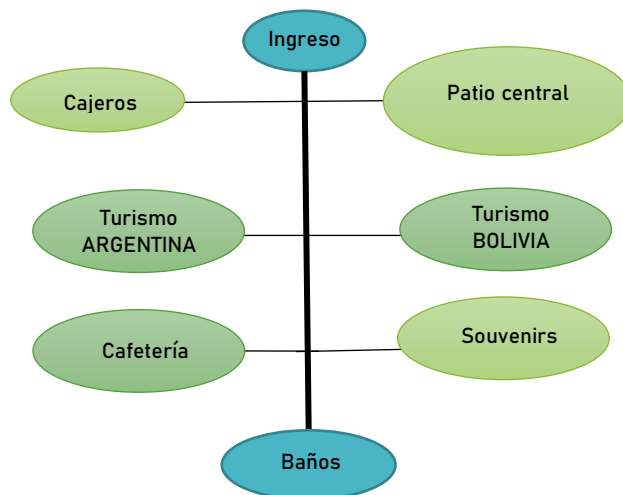 Ingreso
Cajeros
Patio central
Turismo
ARGENTINA
Turismo
BOLIVIA
Cafetería
Souvenirs
Baños